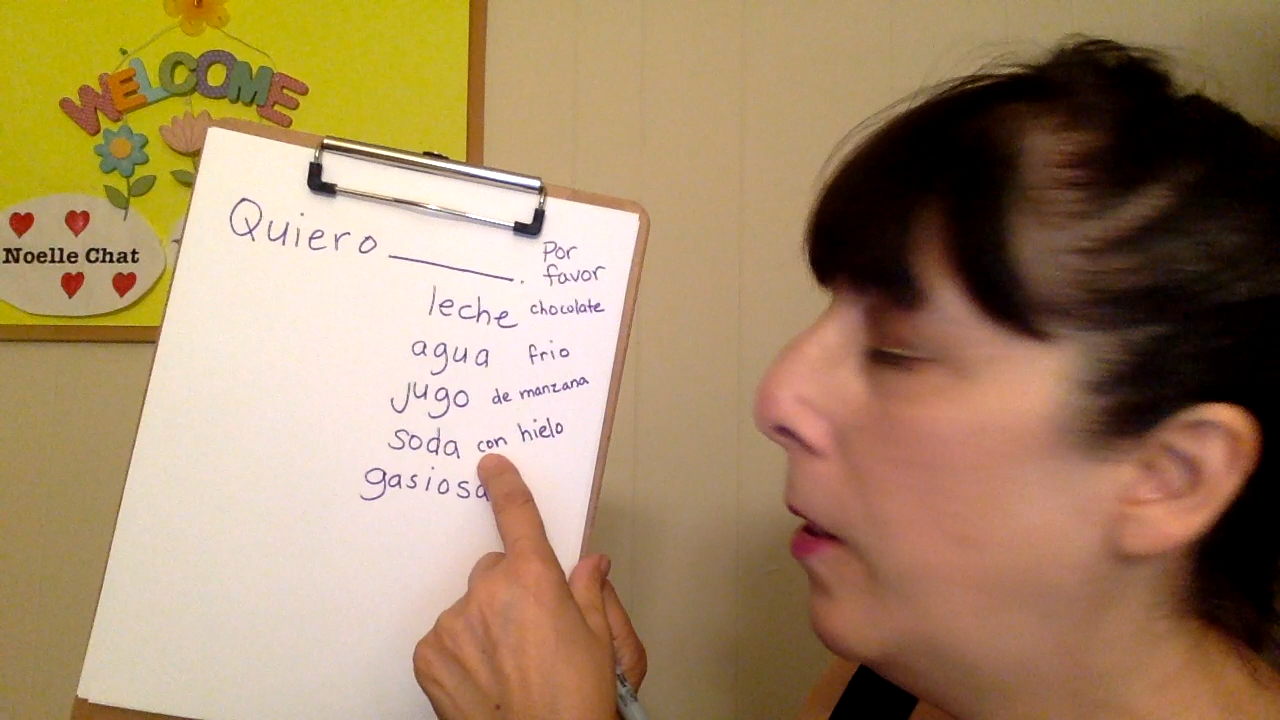 WELCOME
Noelle Chat
Quiero ______. Por favor
leche chocolate
agua frio
jugo de manzana
soda con hielo
gasiosa